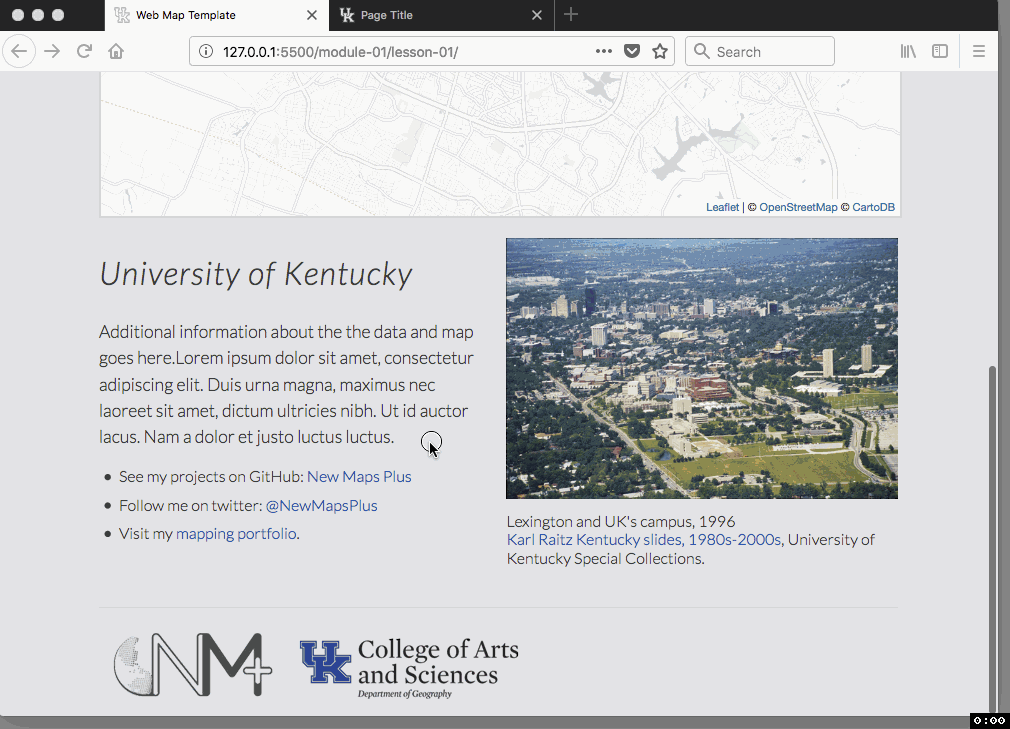 Web Map Template
Page Title
127.0.0.1:5500/module-01/lesson-01/
Search
Leaflet | © OpenStreetMap © CartoDB
University of Kentucky
Additional information about the the data and map
goes here.Lorem ipsum dolor sit amet, consectetur
adipiscing elit. Duis urna magna, maximus nec
laoreet sit amet, dictum ultricies nibh. Ut id auctor
lacus. Nam a dolor et justo luctus luctus.
• See my projects on GitHub: New Maps Plus
• Follow me on twitter: @NewMapsPlus
• Visit my mapping portfolio.
Lexington and UK's campus, 1996
Karl Raitz Kentucky slides, 1980s-2000s, University of
Kentucky Special Collections.
NM+
UK
College of Arts
and Sciences
Department of Geography
0:00